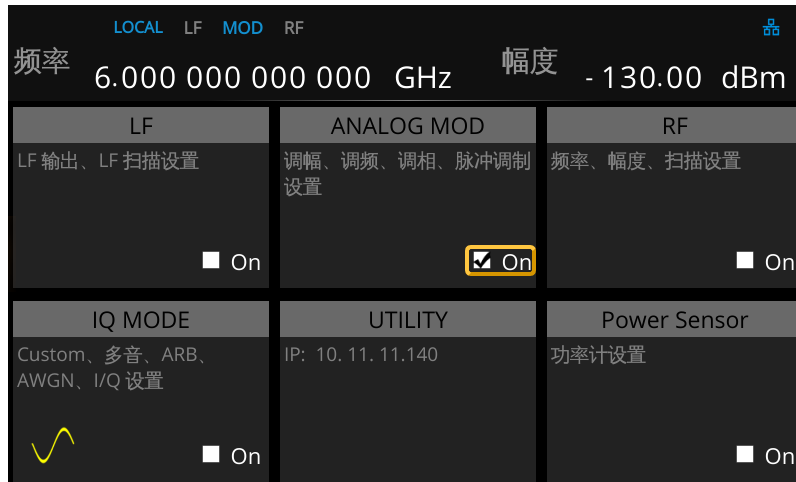 LOCAL LF MOD RF
频率 6.000 000 000 000 GHz 幅度 -130.00 dBm
LF
LF 输出、LF 扫描设置
On
ANALOG MOD
调幅、调频、调相、脉冲调制
设置
On
RF
频率、幅度、扫描设置
On
IQ MODE
Custom、多音、ARB、
AWGN、I/Q 设置
On
UTILITY
IP: 10. 11. 11.140
Power Sensor
功率计设置
On